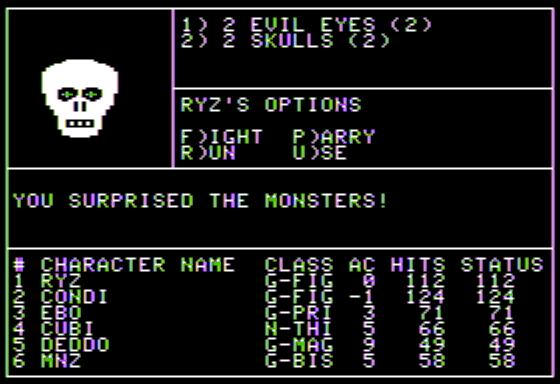 1) 2 EVIL EYES (2)
2) 2 SKULLS (2)
RYZ'S OPTIONS
F)IGHT P)ARRY
R)UN U)SE
YOU SURPRISED THE MONSTERS!
# CHARACTER NAME CLASS AC HITS STATUS
1 RYZ G-FIG 0 112 112
2 CONDI G-FIG -1 124 124
3 EBO G-PRI 3 71 71
4 CUBI N-THI 5 66 66
5 DEDDO G-MAG 9 49 49
6 MNZ G-BIS 5 58 58